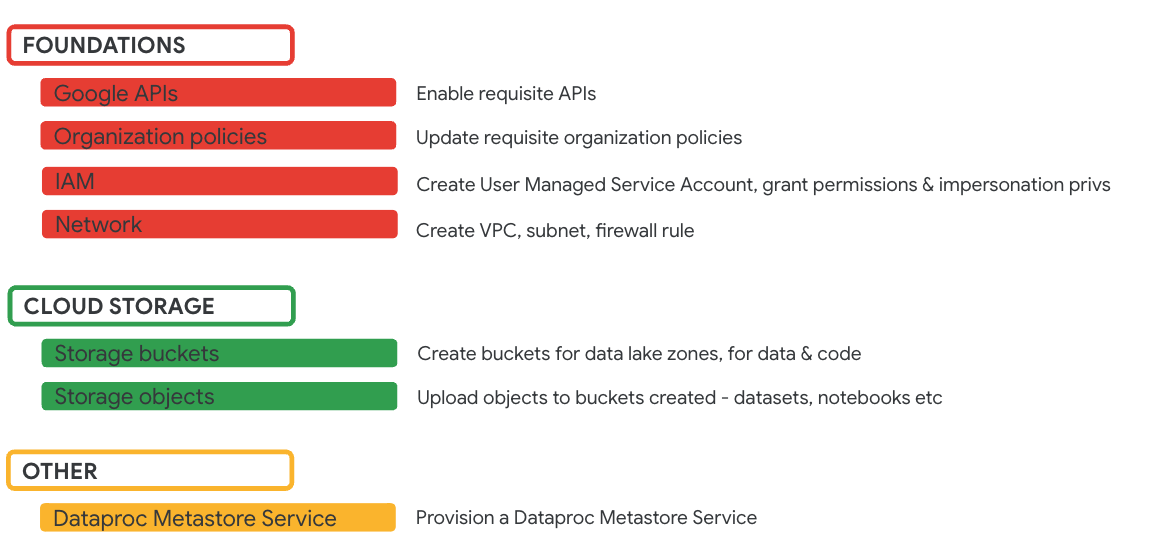 FOUNDATIONS
Google APIs Enable requisite APIs
Organization policies Update requisite organization policies
IAM Create User Managed Service Account, grant permissions & impersonation privs
Network Create VPC, subnet, firewall rule
CLOUD STORAGE
Storage buckets Create buckets for data lake zones, for data & code
Storage objects Upload objects to buckets created - datasets, notebooks etc
OTHER
Dataproc Metastore Service Provision a Dataproc Metastore Service